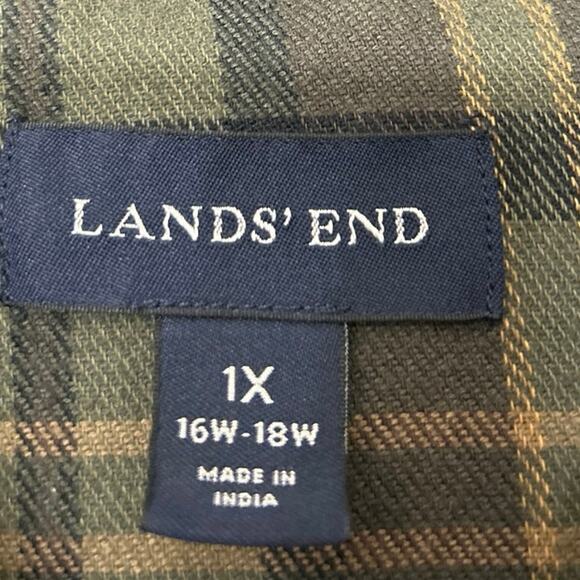 LANDS' END
1X
16W-18W
MADE IN
INDIA